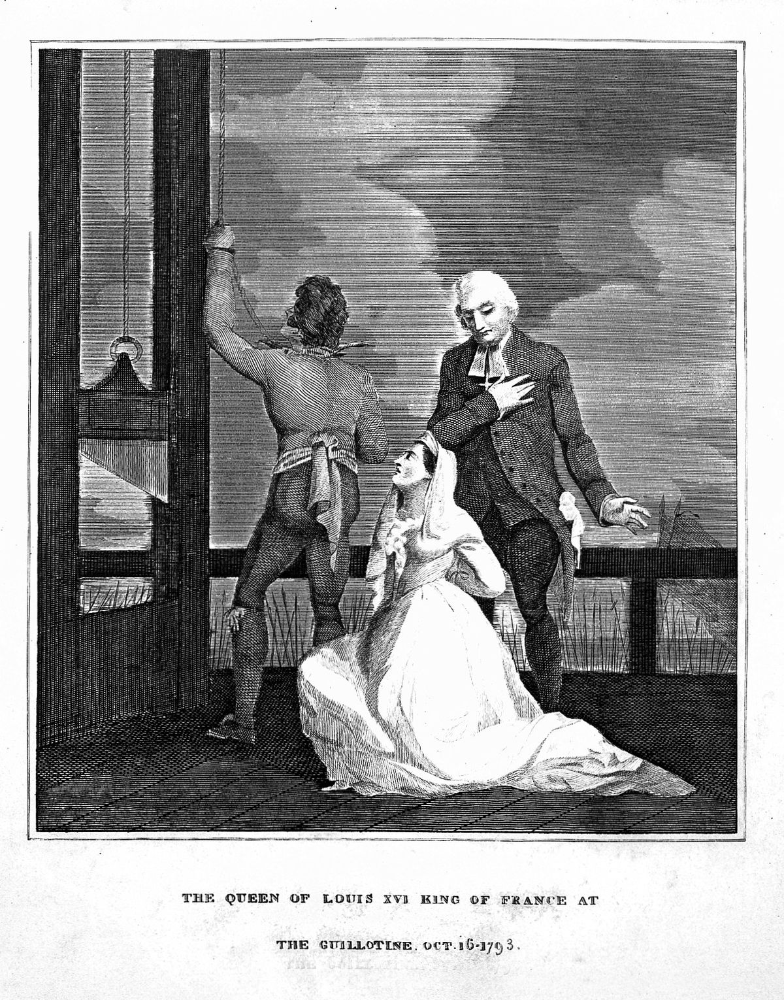 THE QUEEN OF LOUIS XVI KING OF FRANCE AT
THE GUILLOTINE. OCT. 16-1793.